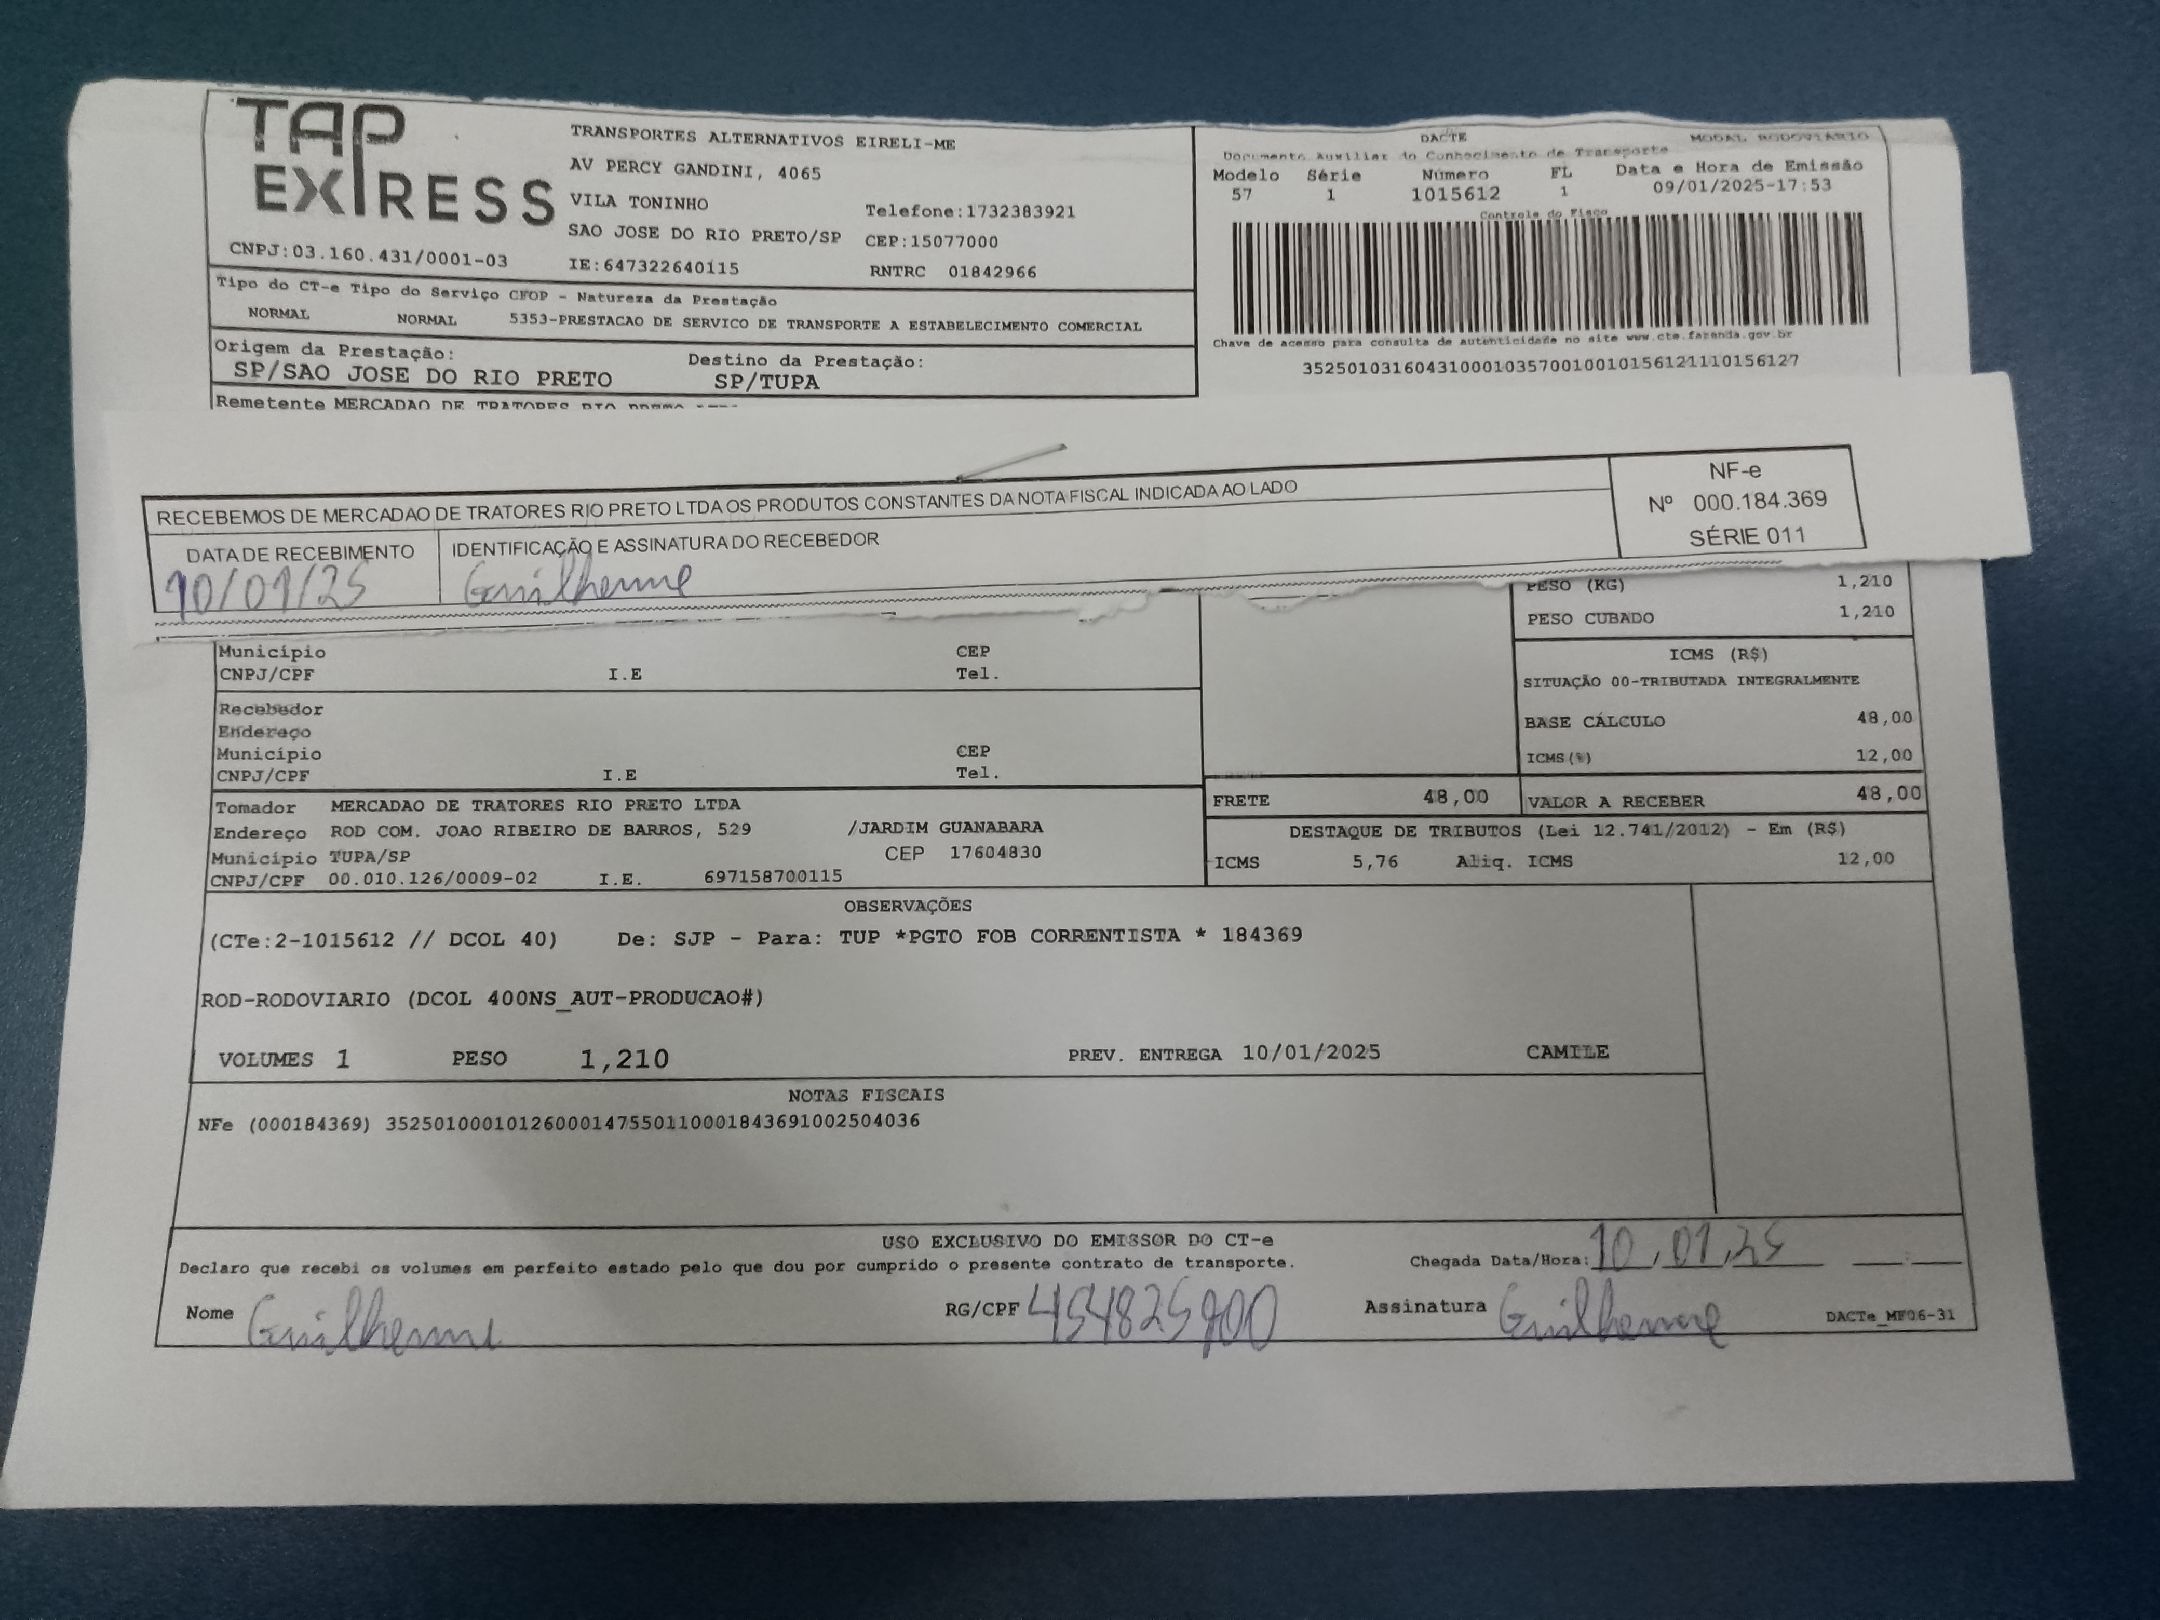 TAP EXPRESS
TRANSPORTES ALTERNATIVOS EIRELI-ME
AV PERCY GANDINI, 4065
VILA TONINHO Telefone:1732383921
SAO JOSE DO RIO PRETO/SP CEP:15077000
CNPJ:03.160.431/0001-03 IE:647322640115 RNTRC 01842966
DACTE MODAL RODOVIÁRIO
Documento Auxiliar do Conhecimento de Transporte
Modelo Série Número FL Data e Hora de Emissão
57 1 1015612 1 09/01/2025-17:53
Controle do Fisco
Chave de acesso para consulta de autenticidade no site www.cte.fazenda.gov.br
35250103160431000103570010010156121110156127
Tipo do CT-e Tipo do Serviço CFOP - Natureza da Prestação
NORMAL NORMAL 5353-PRESTACAO DE SERVICO DE TRANSPORTE A ESTABELECIMENTO COMERCIAL
Origem da Prestação: Destino da Prestação:
SP/SAO JOSE DO RIO PRETO SP/TUPA
Remetente MERCADAO DE TRATORES RIO
RECEBEMOS DE MERCADAO DE TRATORES RIO PRETO LTDA OS PRODUTOS CONSTANTES DA NOTA FISCAL INDICADA AO LADO
NF-e
Nº 000.184.369
SÉRIE 011
DATA DE RECEBIMENTO IDENTIFICAÇÃO E ASSINATURA DO RECEBEDOR
10/01/25 Guilherme
PESO (KG) 1,210
PESO CUBADO 1,210
Município CEP
CNPJ/CPF I.E Tel.
Recebedor
Endereço
Município CEP
CNPJ/CPF I.E Tel.
ICMS (R$)
SITUAÇÃO 00-TRIBUTADA INTEGRALMENTE
BASE CÁLCULO 48,00
ICMS(%) 12,00
FRETE 48,00 VALOR A RECEBER 48,00
Tomador MERCADAO DE TRATORES RIO PRETO LTDA
Endereço ROD COM. JOAO RIBEIRO DE BARROS, 529 /JARDIM GUANABARA
Município TUPA/SP CEP 17604830
CNPJ/CPF 00.010.126/0009-02 I.E. 697158700115
DESTAQUE DE TRIBUTOS (Lei 12.741/2012) - Em (R$)
ICMS 5,76 Aliq. ICMS 12,00
OBSERVAÇÕES
(CTe:2-1015612 // DCOL 40) De: SJP - Para: TUP *PGTO FOB CORRENTISTA * 184369
ROD-RODOVIARIO (DCOL 400NS_AUT-PRODUCAO#)
VOLUMES 1 PESO 1,210 PREV. ENTREGA 10/01/2025 CAMILE
NOTAS FISCAIS
NFe (000184369) 35250100010126000147550110001843691002504036
USO EXCLUSIVO DO EMISSOR DO CT-e
Declaro que recebi os volumes em perfeito estado pelo que dou por cumprido o presente contrato de transporte. Chegada Data/Hora: 10/01/25
Nome Guilherme RG/CPF Assinatura Guilherme DACTe_MF06-31